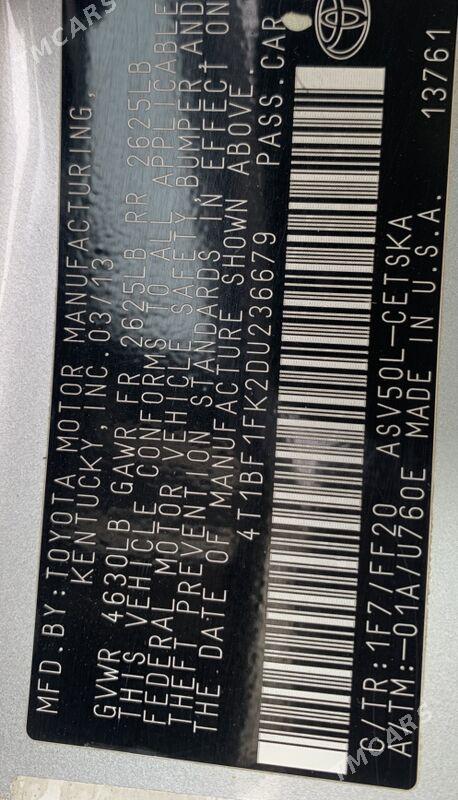 MFD.BY:TOYOTA MOTOR MANUFACTURING,
KENTUCKY,INC.03/13
GVWR 4630LB GAWR FR 2625LB RR 2625LB
THIS VEHICLE CONFORMS TO ALL APPLICABLE
FEDERAL MOTOR VEHICLE SAFETY, BUMPER,AND
THEFT PREVENTION STANDARDS IN EFFECT ON
THE DATE OF MANUFACTURE SHOWN ABOVE.
4T1BF1FK2DU236679 PASS.CAR
C/TR:1F7/FF20 ASV50L-CETSKA 13761
A/TM:-01A/U760E MADE IN U.S.A.
TMCARS
TMCARS